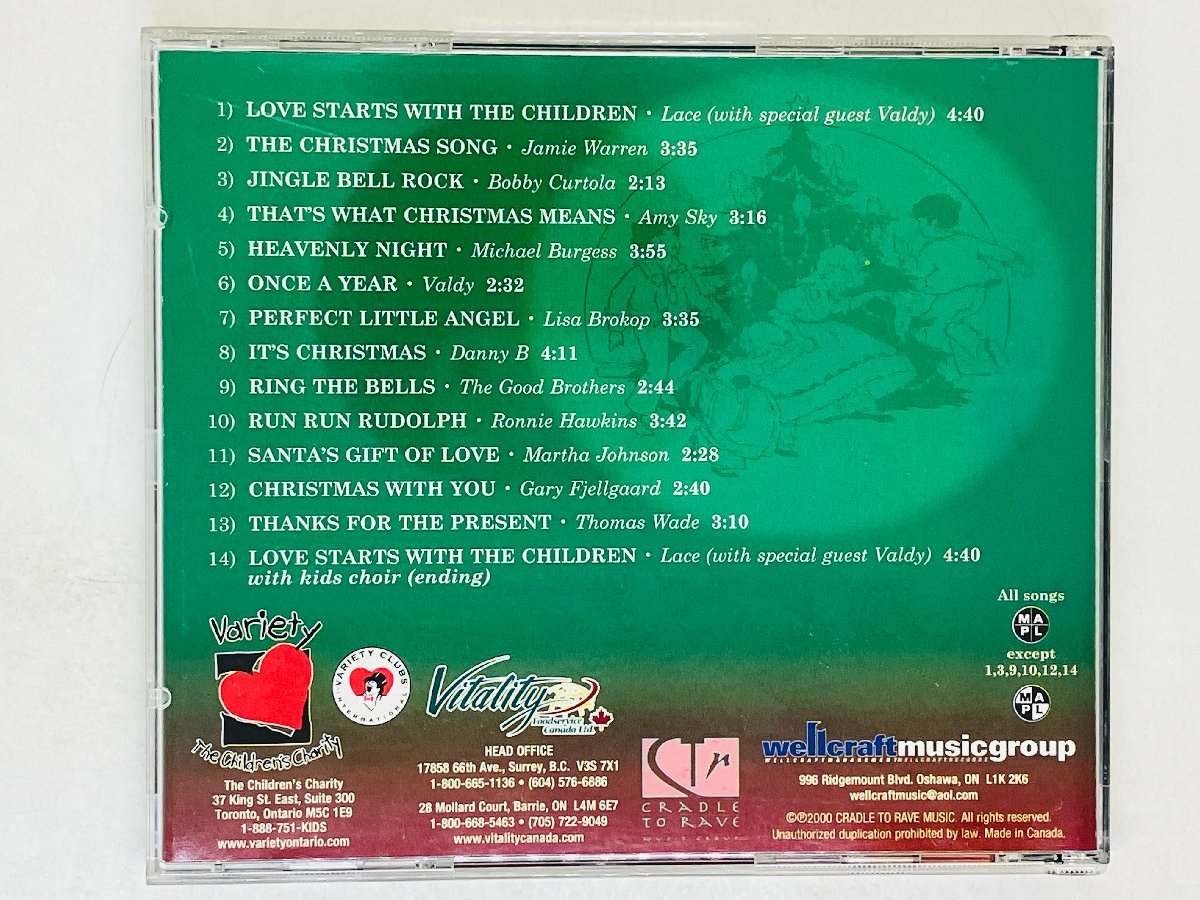 1) LOVE STARTS WITH THE CHILDREN · Lace (with special guest Valdy) 4:40
2) THE CHRISTMAS SONG · Jamie Warren 3:35
3) JINGLE BELL ROCK · Bobby Curtola 2:13
4) THAT'S WHAT CHRISTMAS MEANS · Amy Sky 3:16
5) HEAVENLY NIGHT · Michael Burgess 3:55
6) ONCE A YEAR · Valdy 2:32
7) PERFECT LITTLE ANGEL · Lisa Brokop 3:35
8) IT'S CHRISTMAS · Danny B 4:11
9) RING THE BELLS · The Good Brothers 2:44
10) RUN RUN RUDOLPH · Ronnie Hawkins 3:42
11) SANTA'S GIFT OF LOVE · Martha Johnson 2:28
12) CHRISTMAS WITH YOU · Gary Fjellgaard 2:40
13) THANKS FOR THE PRESENT · Thomas Wade 3:10
14) LOVE STARTS WITH THE CHILDREN · Lace (with special guest Valdy) 4:40
with kids choir (ending)
All songs
MAPL
except
1,3,9,10,12,14
MAPL
Variety
The Children's Charity
VARIETY CLUBS
INTERNATIONAL
The Children's Charity
37 King St. East, Suite 300
Toronto, Ontario M5C 1E9
1-888-751-KIDS
www.varietyontario.com
Vitality
Foodservice
Canada Ltd
HEAD OFFICE
17858 66th Ave., Surrey, B.C. V3S 7X1
1-800-665-1136 • (604) 576-6886
28 Mollard Court, Barrie, ON L4M 6E7
1-800-668-5463 • (705) 722-9049
www.vitalitycanada.com
CTR
CRADLE
TO RAVE
MUSIC GROUP
wellcraftmusicgroup
WELLCRAFTMANAGEMENTWELLCRAFTRECORDS
996 Ridgemount Blvd. Oshawa, ON L1K 2K6
wellcraftmusic@aol.com
©℗2000 CRADLE TO RAVE MUSIC. All rights reserved.
Unauthorized duplication prohibited by law. Made in Canada.